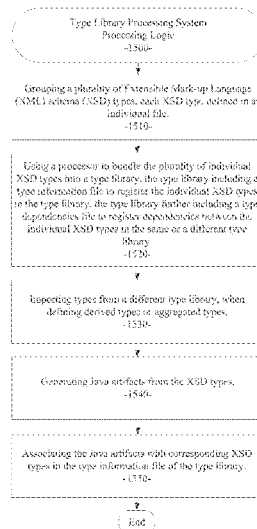 Type Library Processing System
Processing Logic
-1500-
Grouping a plurality of Extensible Mark-up Language
(XML) schema (XSD) types, each XSD type defined in an
individual file.
-1510-
Using a processor to bundle the plurality of individual
XSD types into a type library, the type library including a
type information file to register the individual XSD types
in the type library, the type library further including a type
dependencies file to register dependencies between the
individual XSD types in the same or a different type
library
-1520-
Importing types from a different type library, when
defining derived types or aggregated types.
-1530-
Generating Java artifacts from the XSD types.
-1540-
Associating the Java artifacts with corresponding XSD
types in the type information file of the type library.
-1550-
End